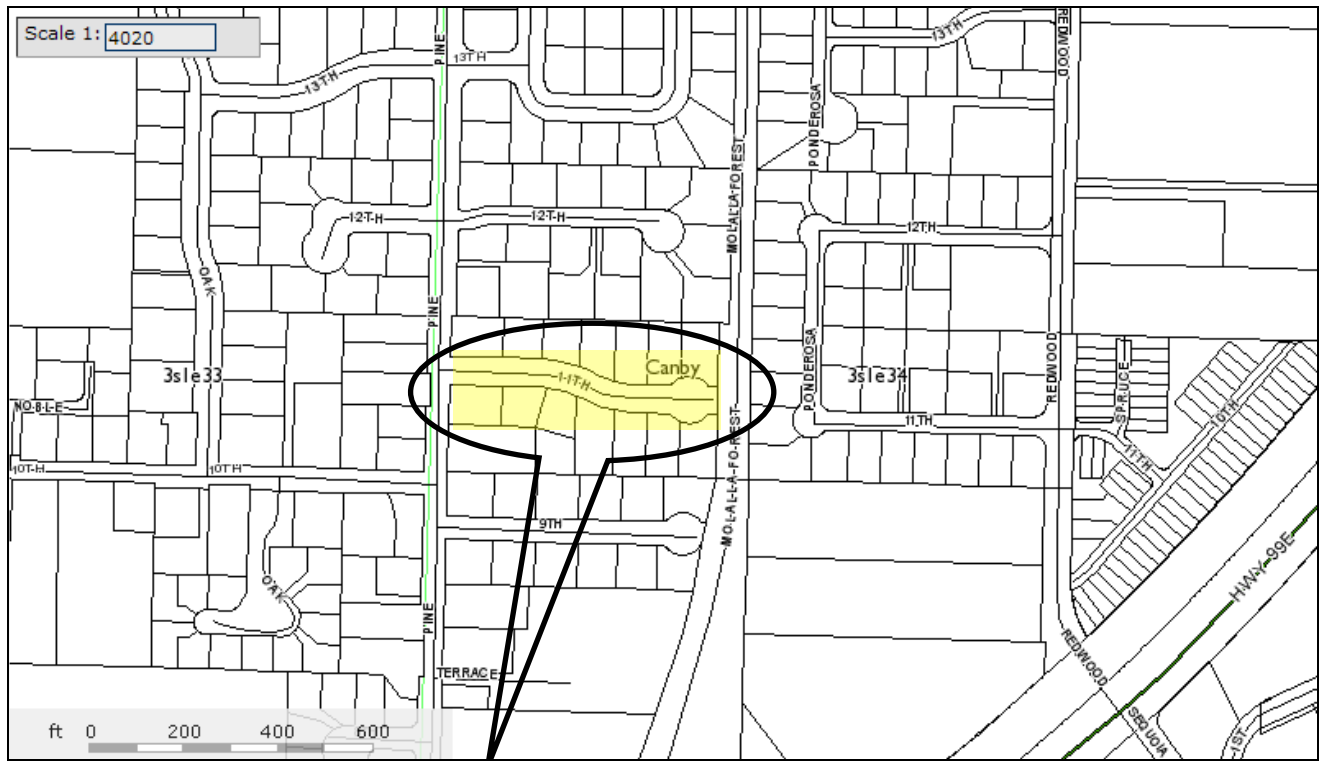 Scale 1: 4020
PINE
13TH
13TH
13TH
REDWOOD
PONDEROSA
MOLALLA FOREST
12TH
12TH
12TH
OAK
PINE
Canby
11TH
3s1e33
3s1e34
PONDEROSA
REDWOOD
SPRUCE
10TH
NOBLE
11TH
11TH
10TH
10TH
MOLALLA FOREST
9TH
HWY 99E
OAK
PINE
TERRACE
REDWOOD
SEQUOIA
1ST
ft 0 200 400 600